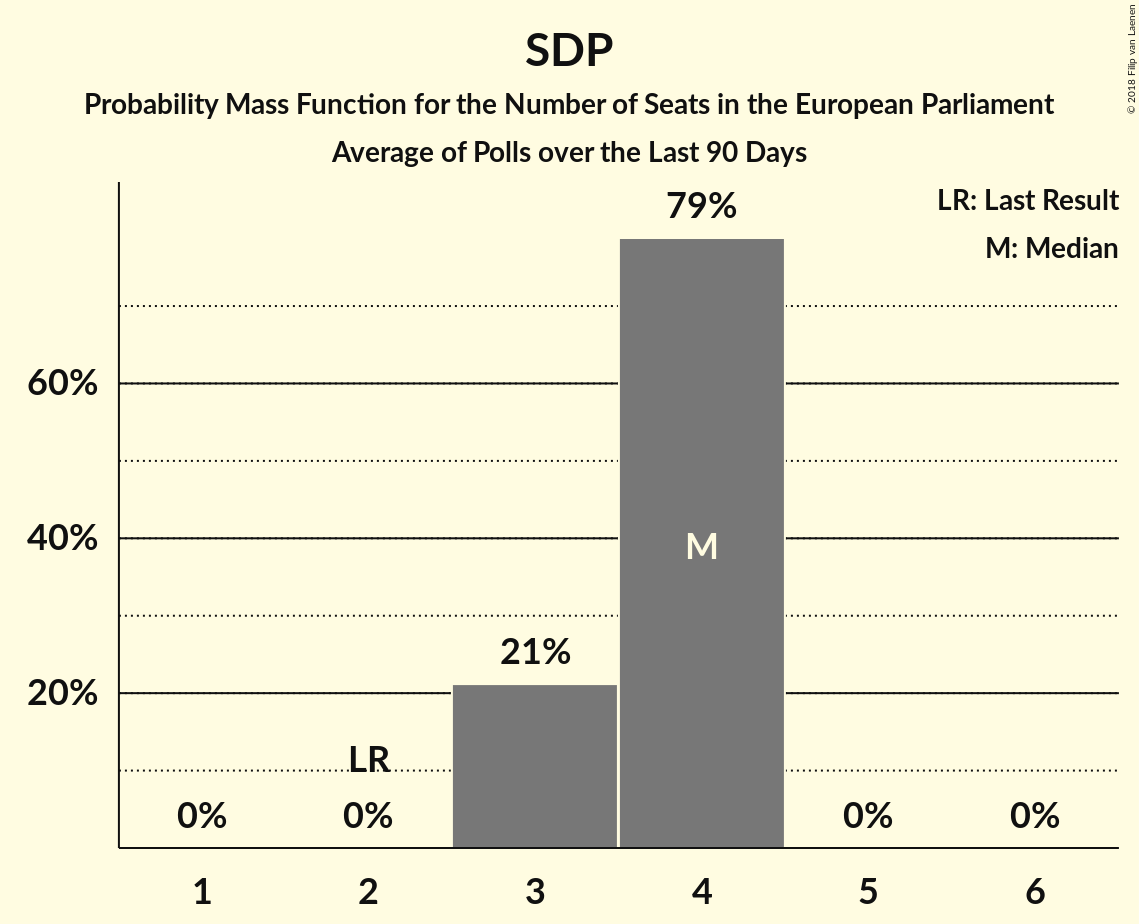 SDP
Probability Mass Function for the Number of Seats in the European Parliament
Average of Polls over the Last 90 Days
© 2018 Filip van Laenen
LR: Last Result
M: Median
79%
60%
40%
M
21%
20%
LR
0%
0%
0%
0%
1
2
3
4
5
6